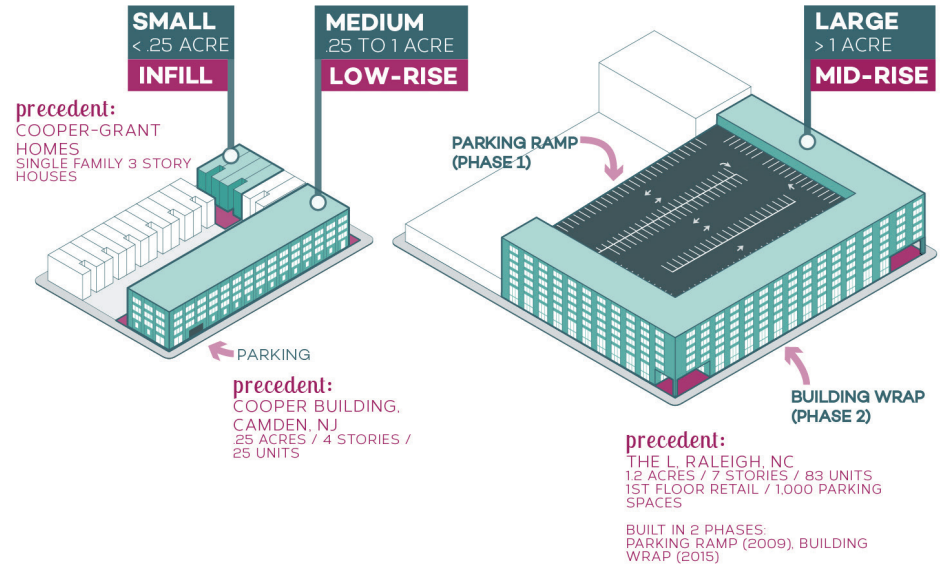 SMALL
< .25 ACRE
INFILL
MEDIUM
.25 TO 1 ACRE
LOW-RISE
LARGE
> 1 ACRE
MID-RISE
precedent:
COOPER-GRANT
HOMES
SINGLE FAMILY 3 STORY
HOUSES
PARKING RAMP
(PHASE 1)
PARKING
precedent:
COOPER BUILDING,
CAMDEN, NJ
.25 ACRES / 4 STORIES /
25 UNITS
BUILDING WRAP
(PHASE 2)
precedent:
THE L, RALEIGH, NC
1.2 ACRES / 7 STORIES / 83 UNITS
1ST FLOOR RETAIL / 1,000 PARKING
SPACES
BUILT IN 2 PHASES:
PARKING RAMP (2009), BUILDING
WRAP (2015)